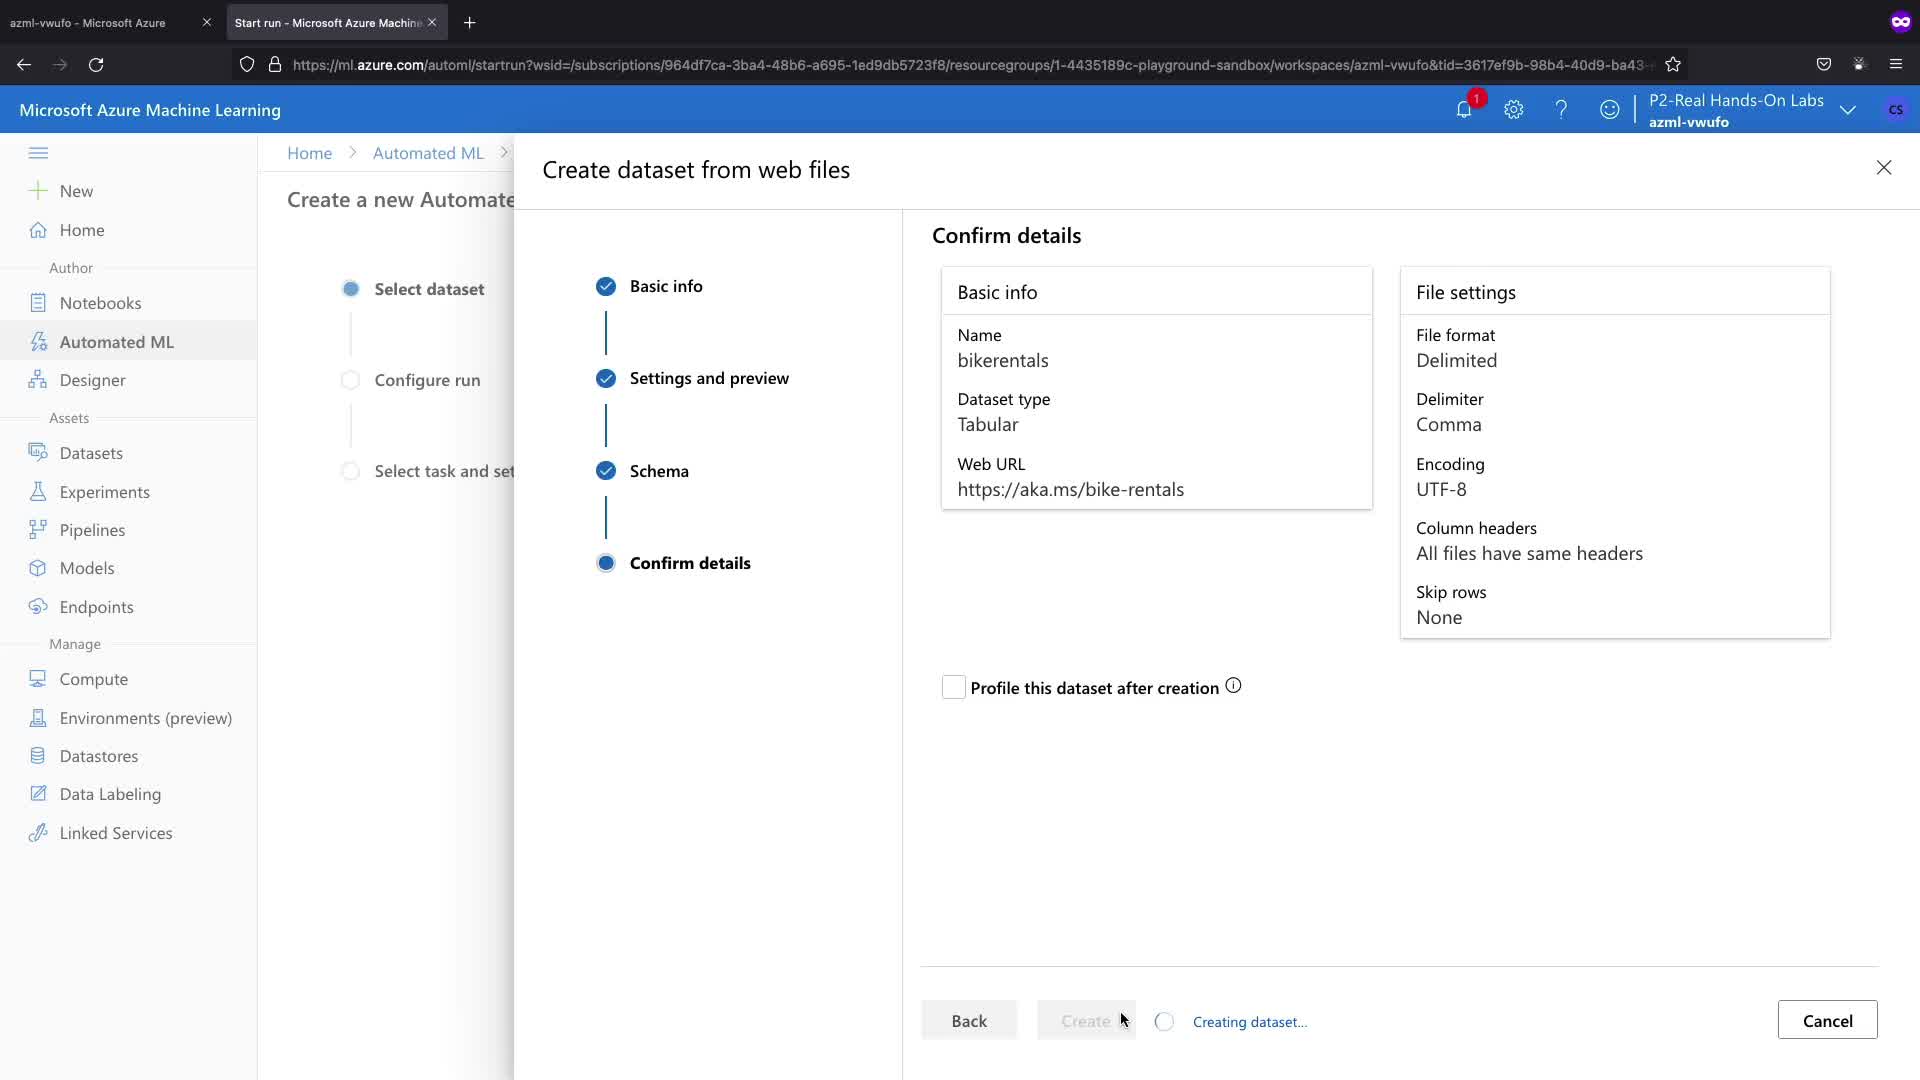 azml-vwufo - Microsoft Azure
Start run - Microsoft Azure Machine
https://ml.azure.com/automl/startrun?wsid=/subscriptions/964df7ca-3ba4-48b6-a695-1ed9db5723f8/resourcegroups/1-4435189c-playground-sandbox/workspaces/azml-vwufo&tid=3617ef9b-98b4-40d9-ba43-
Microsoft Azure Machine Learning
1
P2-Real Hands-On Labs
azml-vwufo
CS
New
Home
Author
Notebooks
Automated ML
Designer
Assets
Datasets
Experiments
Pipelines
Models
Endpoints
Manage
Compute
Environments (preview)
Datastores
Data Labeling
Linked Services
Home > Automated ML >
Create a new Automate
Select dataset
Configure run
Select task and set
Create dataset from web files
Basic info
Settings and preview
Schema
Confirm details
Confirm details
Basic info
Name
bikerentals
Dataset type
Tabular
Web URL
https://aka.ms/bike-rentals
File settings
File format
Delimited
Delimiter
Comma
Encoding
UTF-8
Column headers
All files have same headers
Skip rows
None
Profile this dataset after creation
Back
Create
Creating dataset...
Cancel